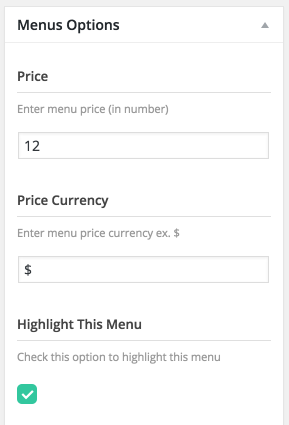 Menus Options
Price
Enter menu price (in number)
12
Price Currency
Enter menu price currency ex. $
$
Highlight This Menu
Check this option to highlight this menu